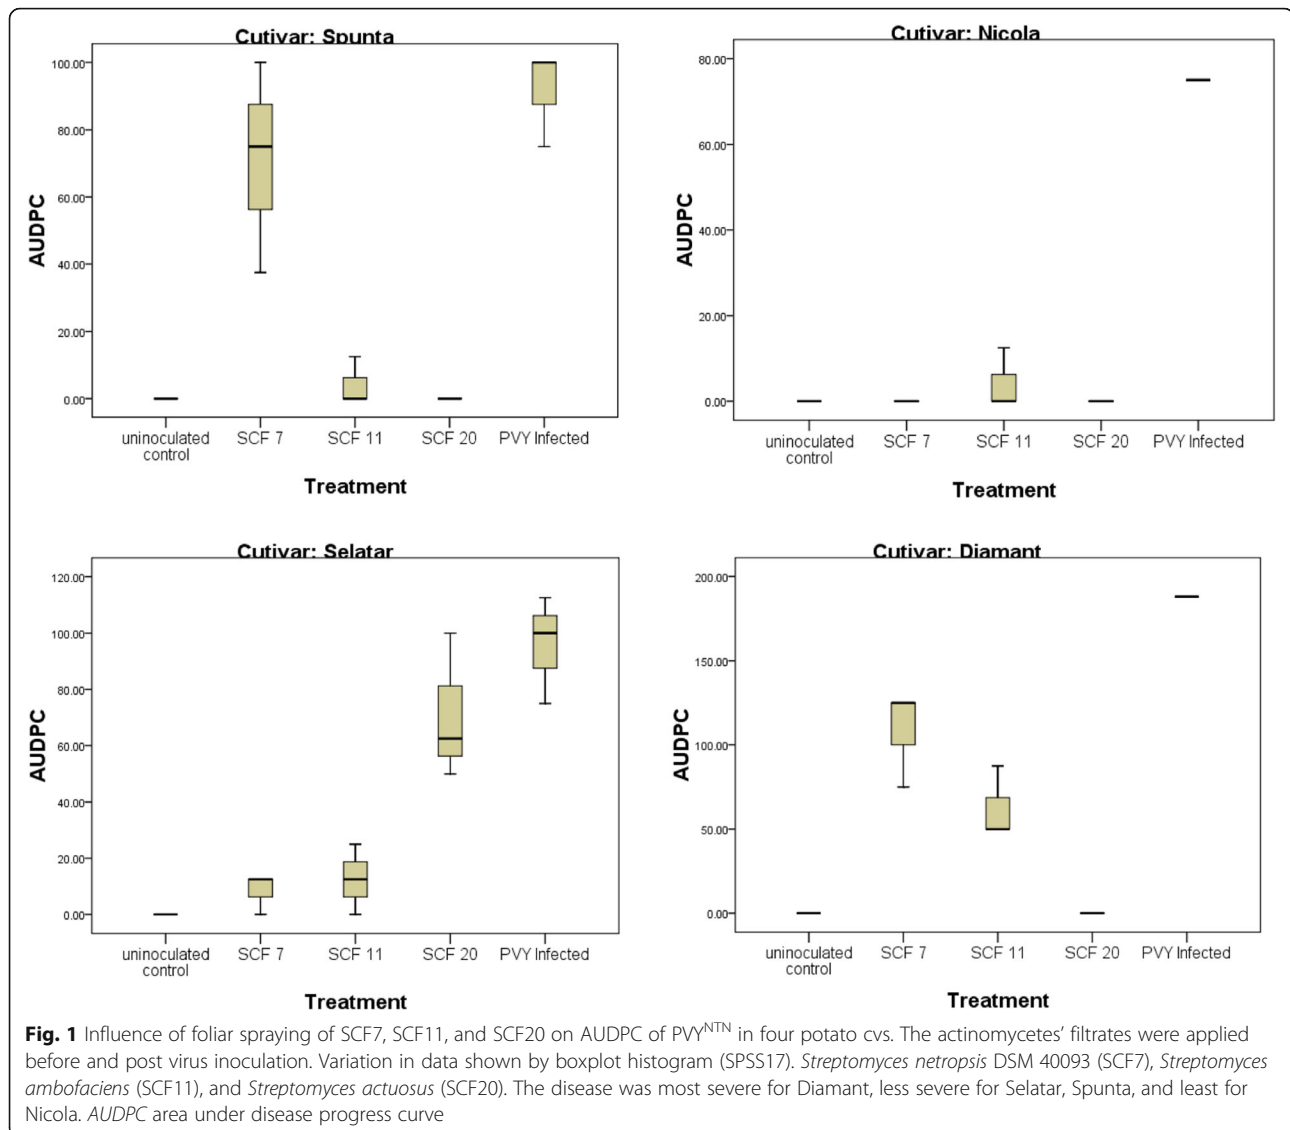 Cutivar: Spunta
100.00
80.00
60.00
40.00
20.00
0.00
AUDPC
uninoculated control
SCF 7
SCF 11
SCF 20
PVY Infected
Treatment
Cutivar: Nicola
80.00
60.00
40.00
20.00
0.00
AUDPC
uninoculated control
SCF 7
SCF 11
SCF 20
PVY Infected
Treatment
Cutivar: Selatar
120.00
100.00
80.00
60.00
40.00
20.00
0.00
AUDPC
uninoculated control
SCF 7
SCF 11
SCF 20
PVY Infected
Treatment
Cutivar: Diamant
200.00
150.00
100.00
50.00
0.00
AUDPC
uninoculated control
SCF 7
SCF 11
SCF 20
PVY Infected
Treatment
Fig. 1 Influence of foliar spraying of SCF7, SCF11, and SCF20 on AUDPC of PVYNTN in four potato cvs. The actinomycetes’ filtrates were applied
before and post virus inoculation. Variation in data shown by boxplot histogram (SPSS17). Streptomyces netropsis DSM 40093 (SCF7), Streptomyces
ambofaciens (SCF11), and Streptomyces actuosus (SCF20). The disease was most severe for Diamant, less severe for Selatar, Spunta, and least for
Nicola. AUDPC area under disease progress curve